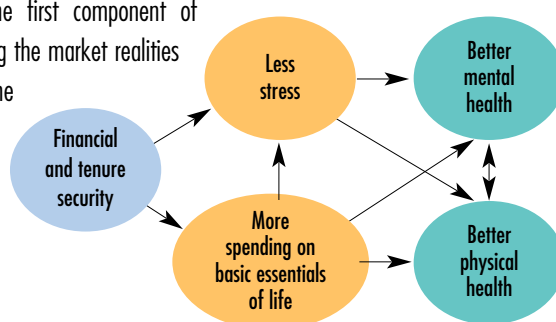 he first component of
g the market realities
ne
Less
stress
Better
mental
health
Financial
and tenure
security
More
spending on
basic essentials
of life
Better
physical
health